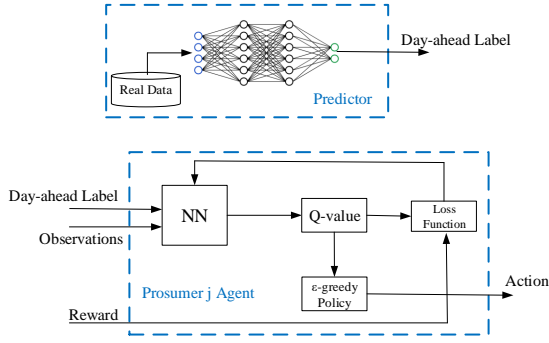 Day-ahead Label
Real Data
Predictor
Day-ahead Label
NN
Q-value
Loss
Function
Observations
ε-greedy
Policy
Action
Prosumer j Agent
Reward